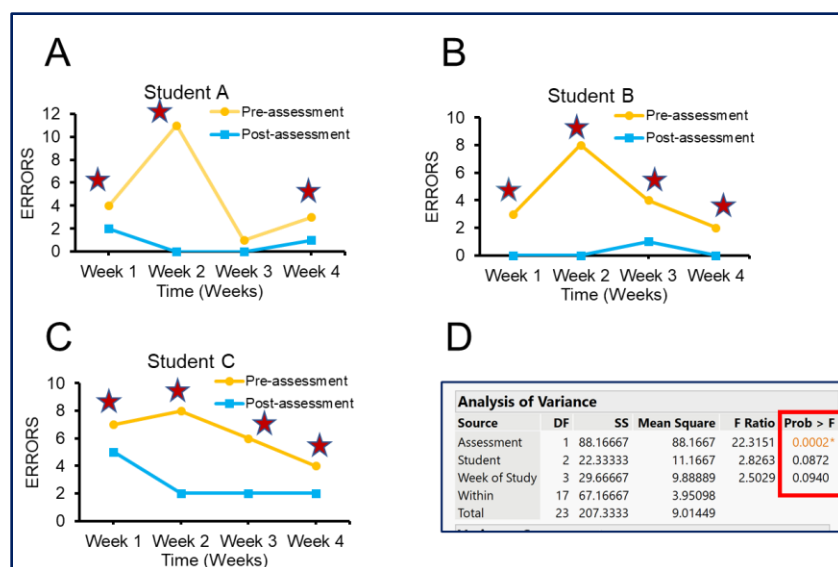 A
Student A
Pre-assessment
Post-assessment
12
10
8
6
4
2
0
ERRORS
Week 1 Week 2 Week 3 Week 4
Time (Weeks)
B
Student B
Pre-assessment
Post-assessment
10
8
6
4
2
0
ERRORS
Week 1 Week 2 Week 3 Week 4
Time (Weeks)
C
Student C
Pre-assessment
Post-assessment
10
8
6
4
2
0
ERRORS
Week 1 Week 2 Week 3 Week 4
Time (Weeks)
D
Analysis of Variance
Source DF SS Mean Square F Ratio Prob > F
Assessment 1 88.16667 88.1667 22.3151 0.0002*
Student 2 22.33333 11.1667 2.8263 0.0872
Week of Study 3 29.66667 9.88889 2.5029 0.0940
Within 17 67.16667 3.95098
Total 23 207.3333 9.01449